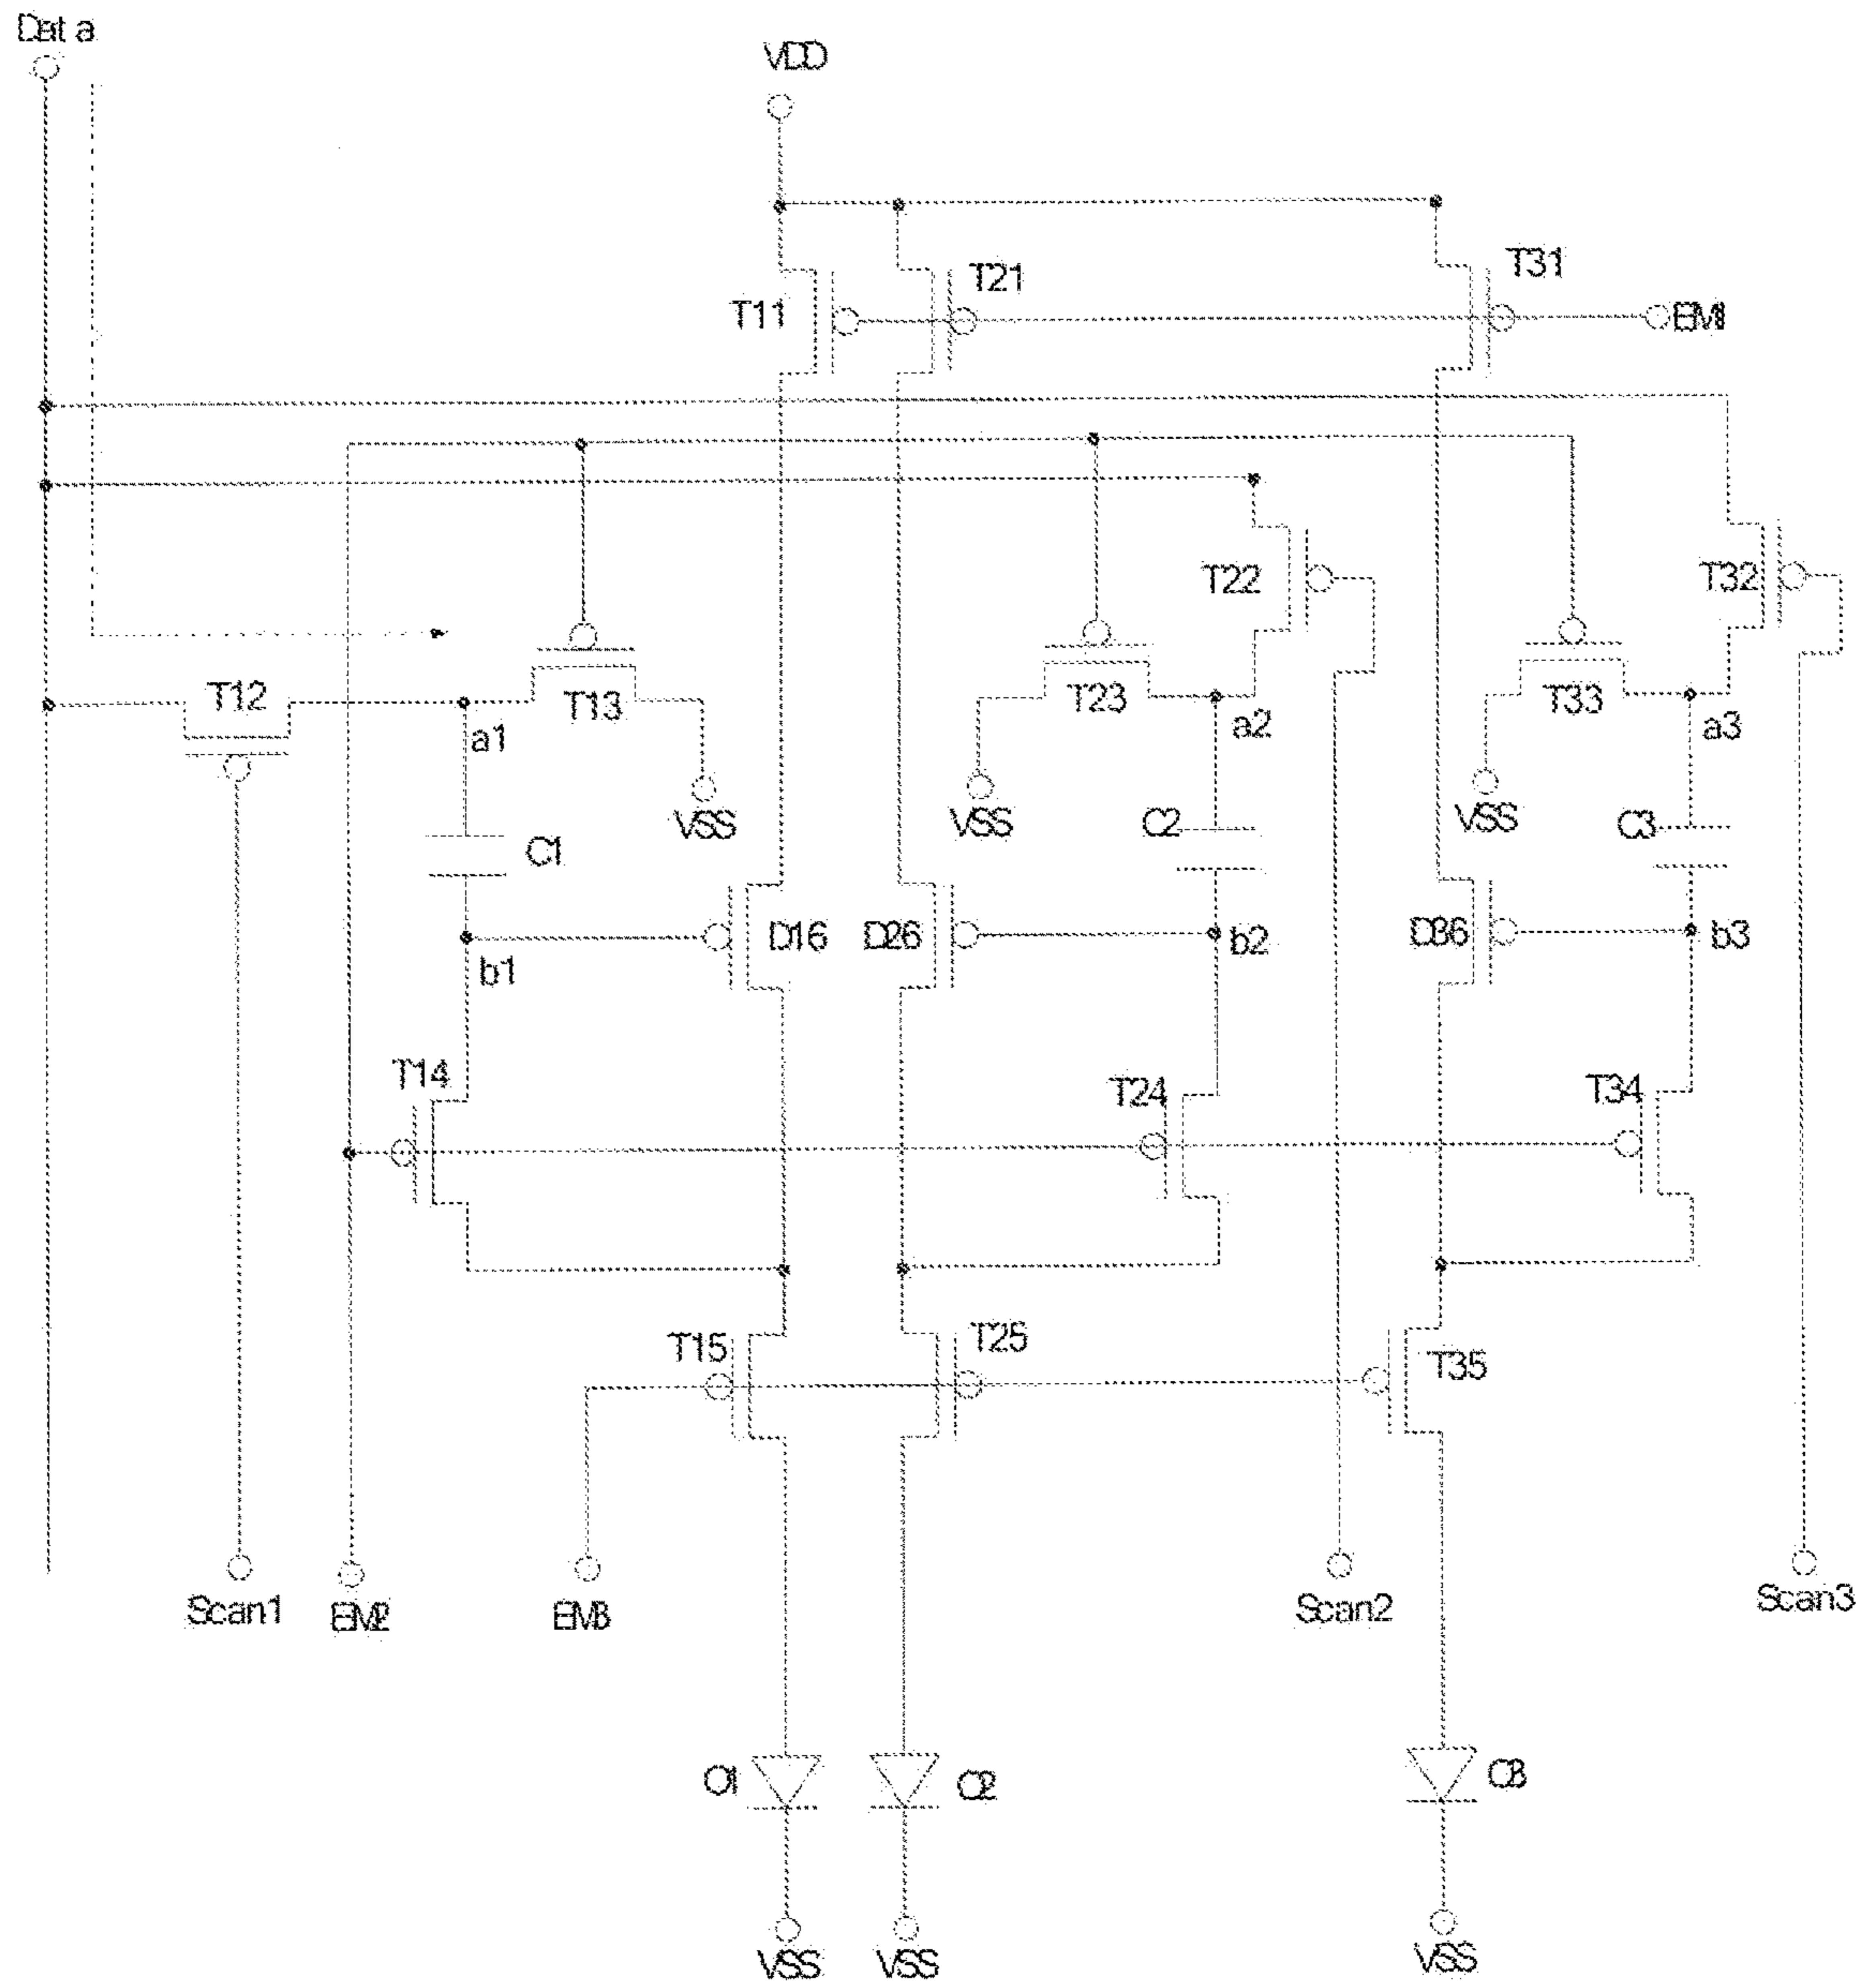 Data
VDD
T11
T21
T31
EM1
T22
T32
T12
T13
T23
T33
a1
a2
a3
VSS
VSS
VSS
C1
C2
C3
D16
D26
D36
b1
b2
b3
T14
T24
T34
T15
T25
T35
Scan1
EM2
EM3
Scan2
Scan3
O1
O2
O3
VSS
VSS
VSS